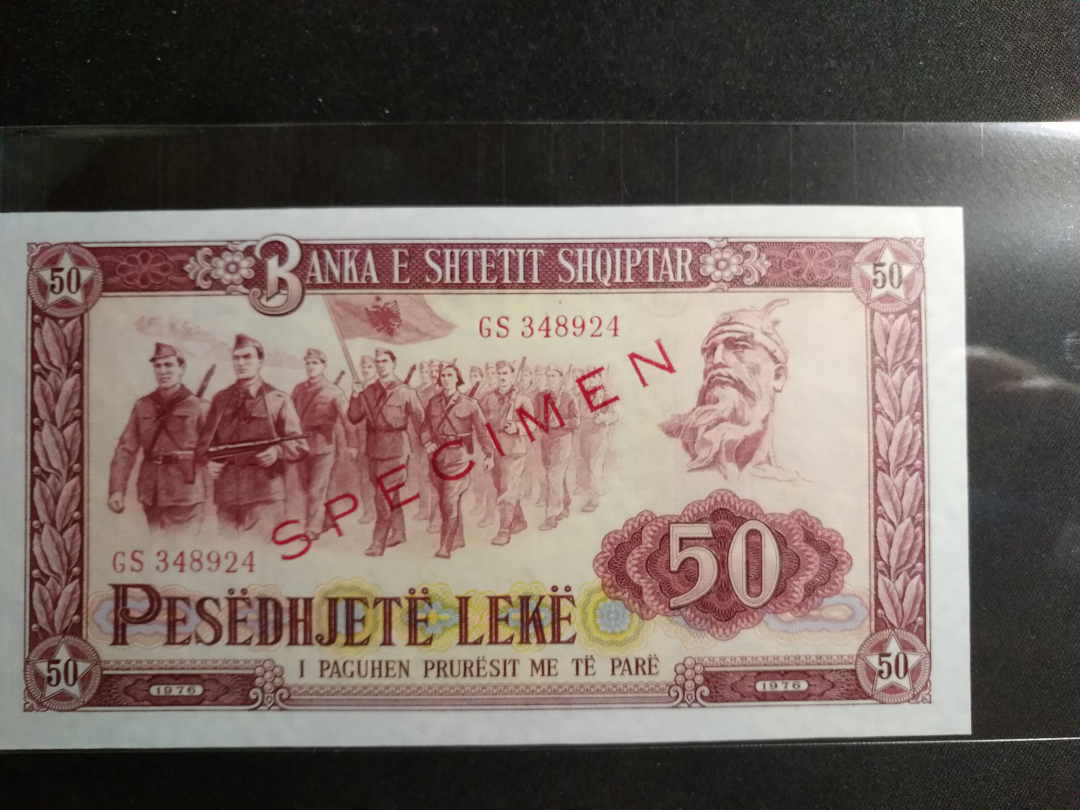 50
BANKA E SHTETIT SHQIPTAR
50
GS 348924
SPECIMEN
GS 348924
50
PESËDHJETË LEKË
I PAGUHEN PRURËSIT ME TË PARË
50
1976
1976
50